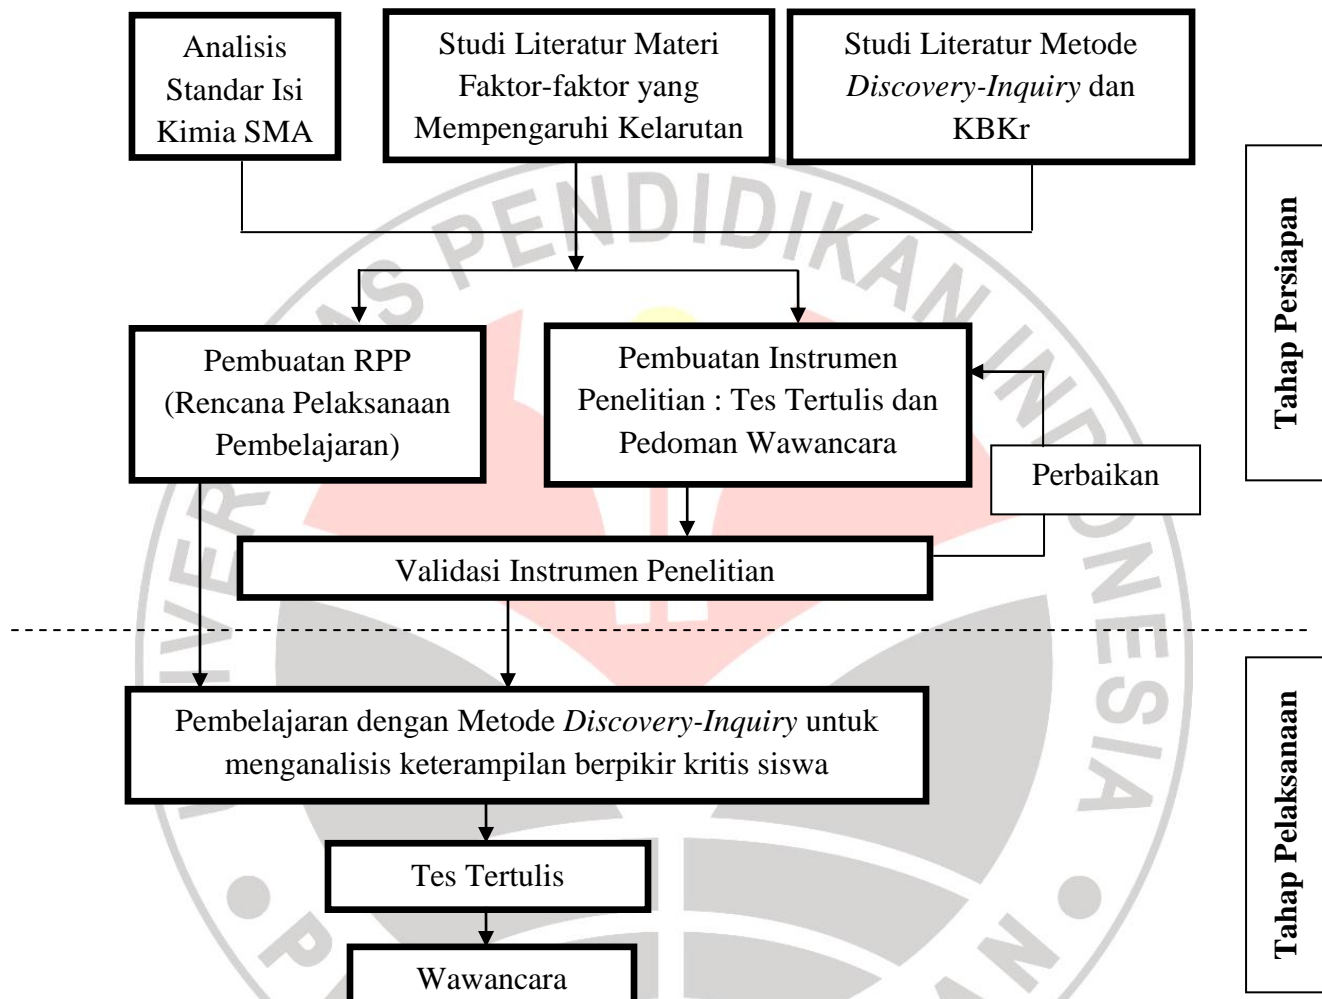 Analisis
Standar Isi
Kimia SMA
Studi Literatur Materi
Faktor-faktor yang
Mempengaruhi Kelarutan
Studi Literatur Metode
Discovery-Inquiry dan
KBKr
Tahap Persiapan
Pembuatan RPP
(Rencana Pelaksanaan
Pembelajaran)
Pembuatan Instrumen
Penelitian : Tes Tertulis dan
Pedoman Wawancara
Perbaikan
Validasi Instrumen Penelitian
Pembelajaran dengan Metode Discovery-Inquiry untuk
menganalisis keterampilan berpikir kritis siswa
Tahap Pelaksanaan
Tes Tertulis
Wawancara
PENDIDIKAN INDONESIA